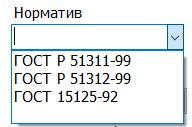 Норматив
ГОСТ Р 51311-99
ГОСТ Р 51312-99
ГОСТ 15125-92